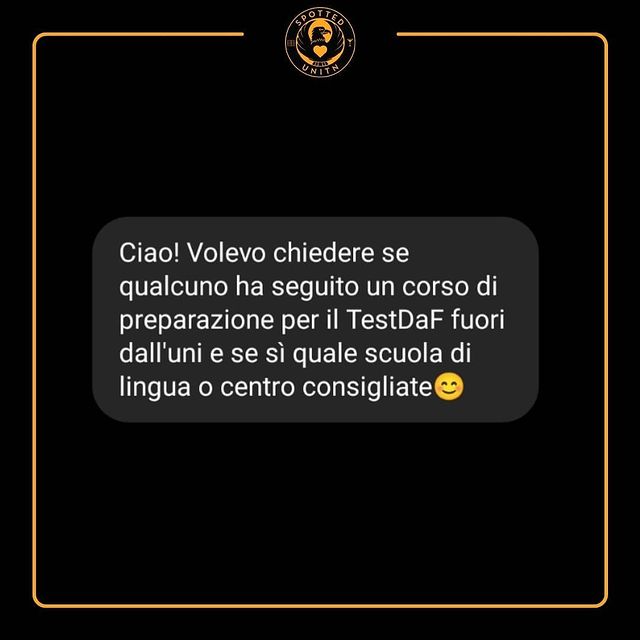 SPOTTED
UNITN
Ciao! Volevo chiedere se
qualcuno ha seguito un corso di
preparazione per il TestDaF fuori
dall'uni e se sì quale scuola di
lingua o centro consigliate😊